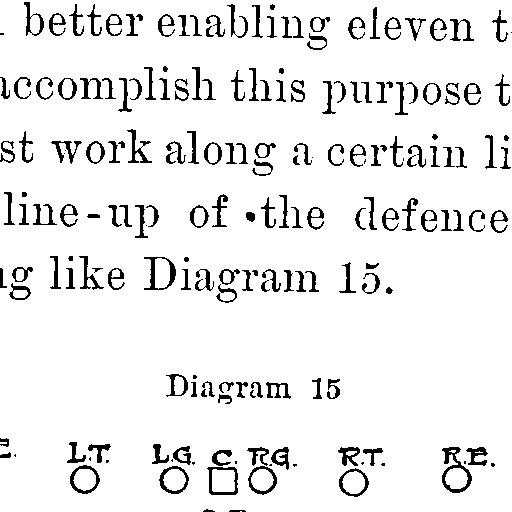 better enabling eleven t
accomplish this purpose t
st work along a certain li
line-up of the defence
ng like Diagram 15.
Diagram 15
E. L.T. L.G. C. R.G. R.T. R.E.